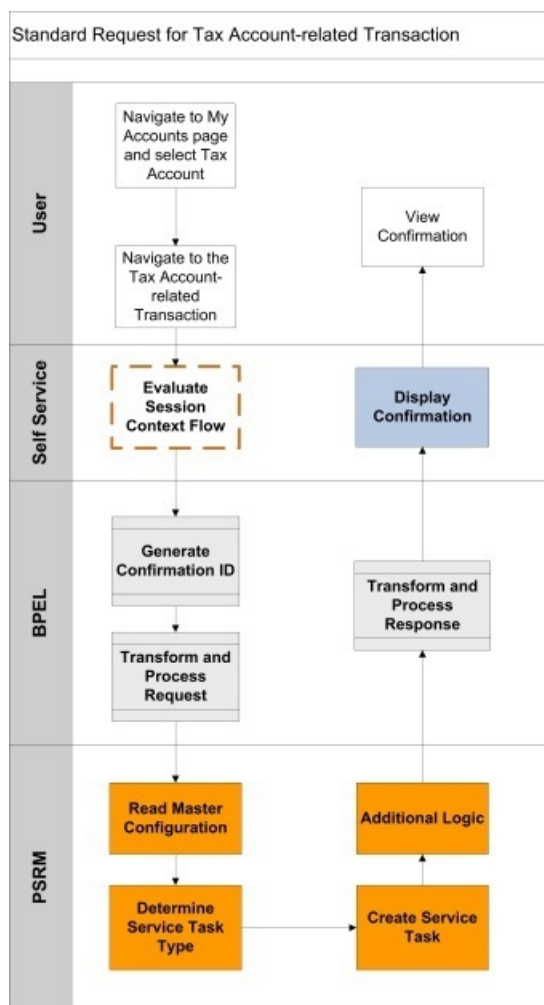 Standard Request for Tax Account-related Transaction
User
Navigate to My
Accounts page
and select Tax
Account
View
Confirmation
Navigate to the
Tax Account-
related
Transaction
Self Service
Evaluate
Session
Context Flow
Display
Confirmation
BPEL
Generate
Confirmation ID
Transform and
Process
Response
Transform and
Process
Request
PSRM
Read Master
Configuration
Additional Logic
Determine
Service Task
Type
Create Service
Task